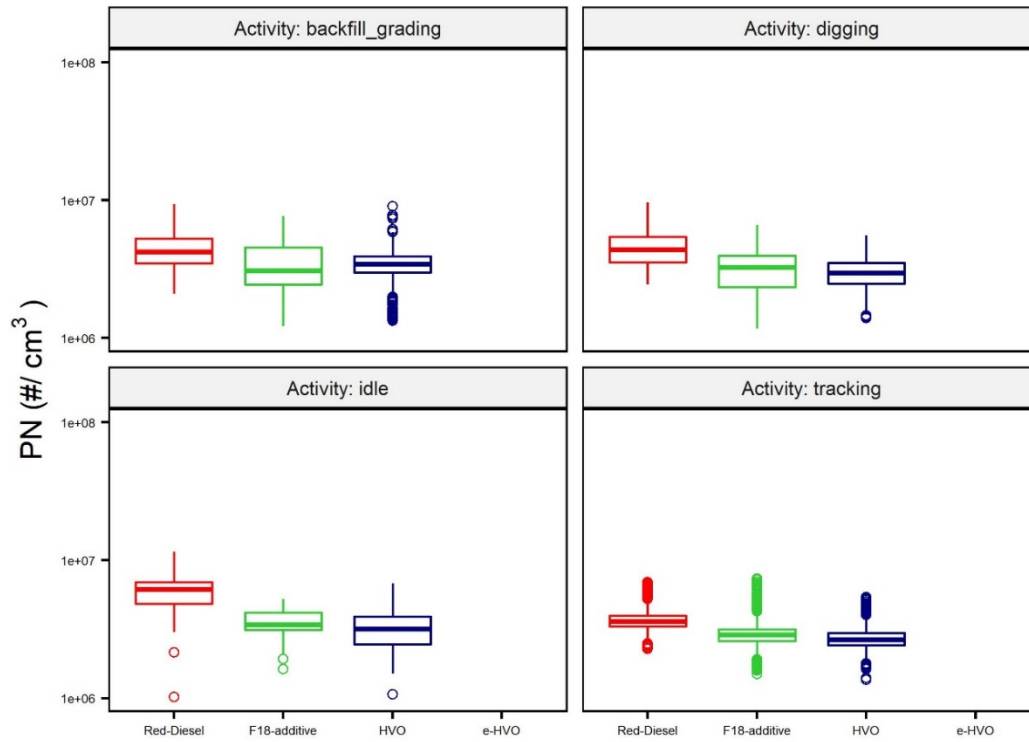 Activity: backfill_grading
Activity: digging
1e+08
1e+07
1e+06
Activity: idle
Activity: tracking
1e+08
1e+07
1e+06
PN (#/ cm³)
Red-Diesel F18-additive HVO e-HVO
Red-Diesel F18-additive HVO e-HVO